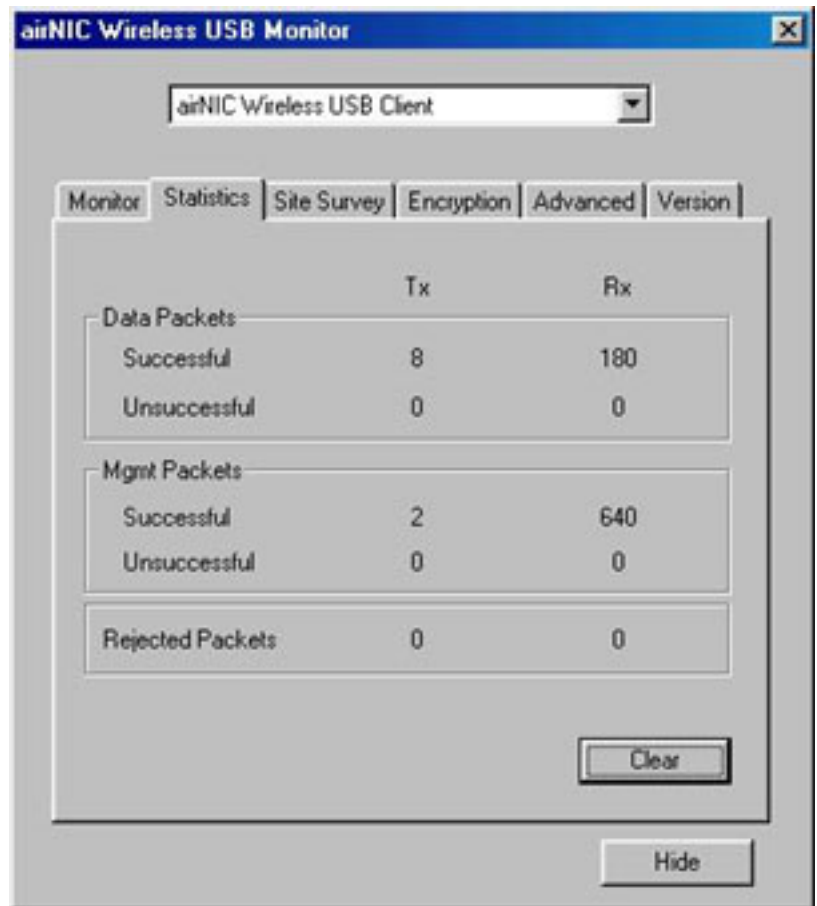 airNIC Wireless USB Monitor
airNIC Wireless USB Client
Monitor Statistics Site Survey Encryption Advanced Version
Tx Rx
Data Packets
Successful 8 180
Unsuccessful 0 0
Mgmt Packets
Successful 2 640
Unsuccessful 0 0
Rejected Packets 0 0
Clear
Hide